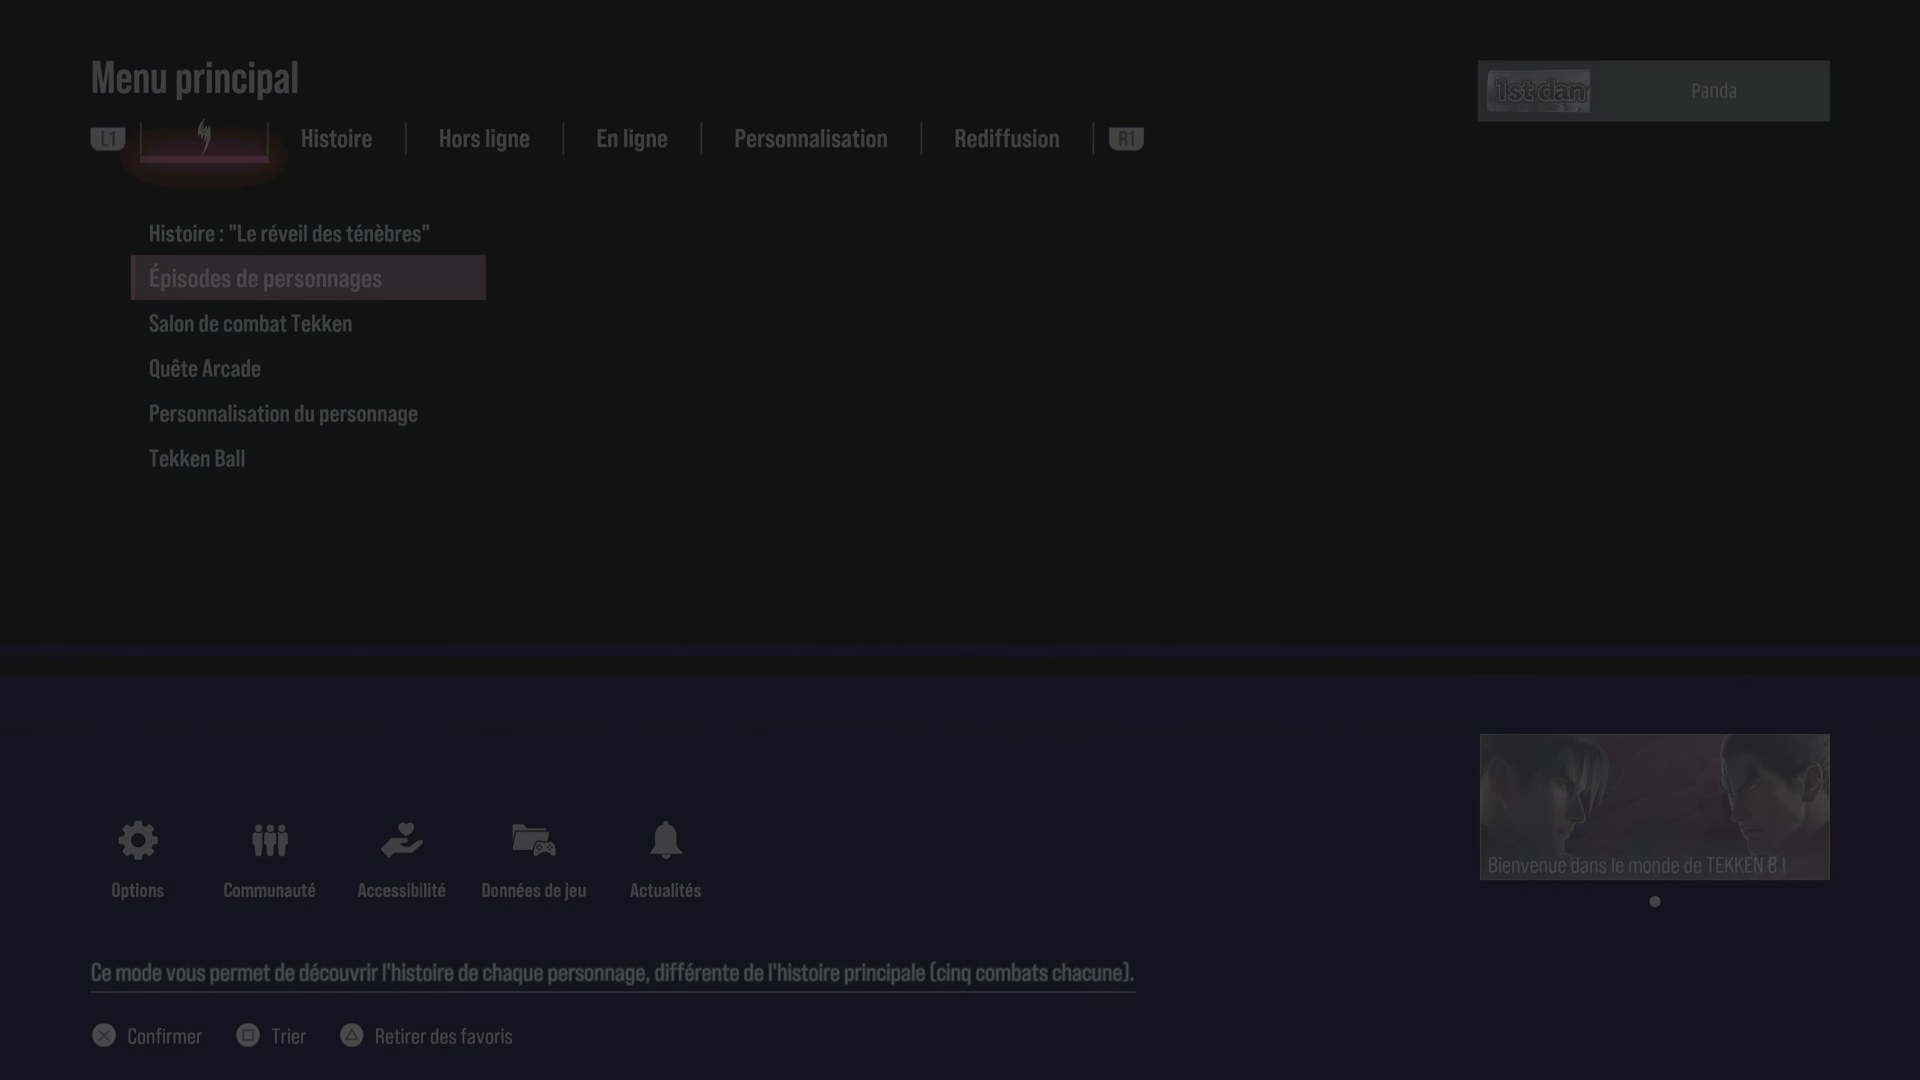 Menu principal
1st dan
Panda
L1
Histoire
Hors ligne
En ligne
Personnalisation
Rediffusion
R1
Histoire : "Le réveil des ténèbres"
Épisodes de personnages
Salon de combat Tekken
Quête Arcade
Personnalisation du personnage
Tekken Ball
Bienvenue dans le monde de TEKKEN 8 !
Options
Communauté
Accessibilité
Données de jeu
Actualités
Ce mode vous permet de découvrir l'histoire de chaque personnage, différente de l'histoire principale (cinq combats chacune).
Confirmer
Trier
Retirer des favoris